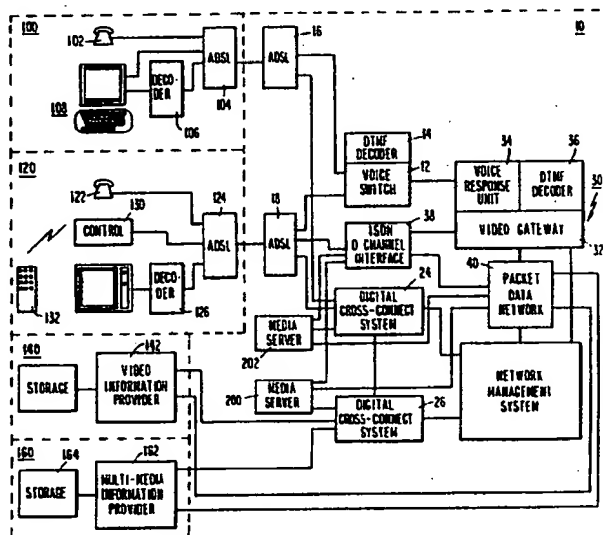 100
102
108
DECO-
DER
106
ADSL
104
16
ADSL
10
DTMF
DECODER
14
VOICE
SWITCH
12
34
36
VOICE
RESPONSE
UNIT
DTMF
DECODER
30
VIDEO GATEWAY
32
120
122
130
CONTROL
132
DECO-
DER
126
124
ADSL
18
ADSL
38
ISDN
D CHANNEL
INTERFACE
24
DIGITAL
CROSS-CONNECT
SYSTEM
40
PACKET
DATA
NETWORK
MEDIA
SERVER
202
MEDIA
SERVER
200
DIGITAL
CROSS-CONNECT
SYSTEM
26
NETWORK
MANAGEMENT
SYSTEM
140
142
STORAGE
VIDEO
INFORMATION
PROVIDER
160
164
162
STORAGE
MULTI-MEDIA
INFORMATION
PROVIDER